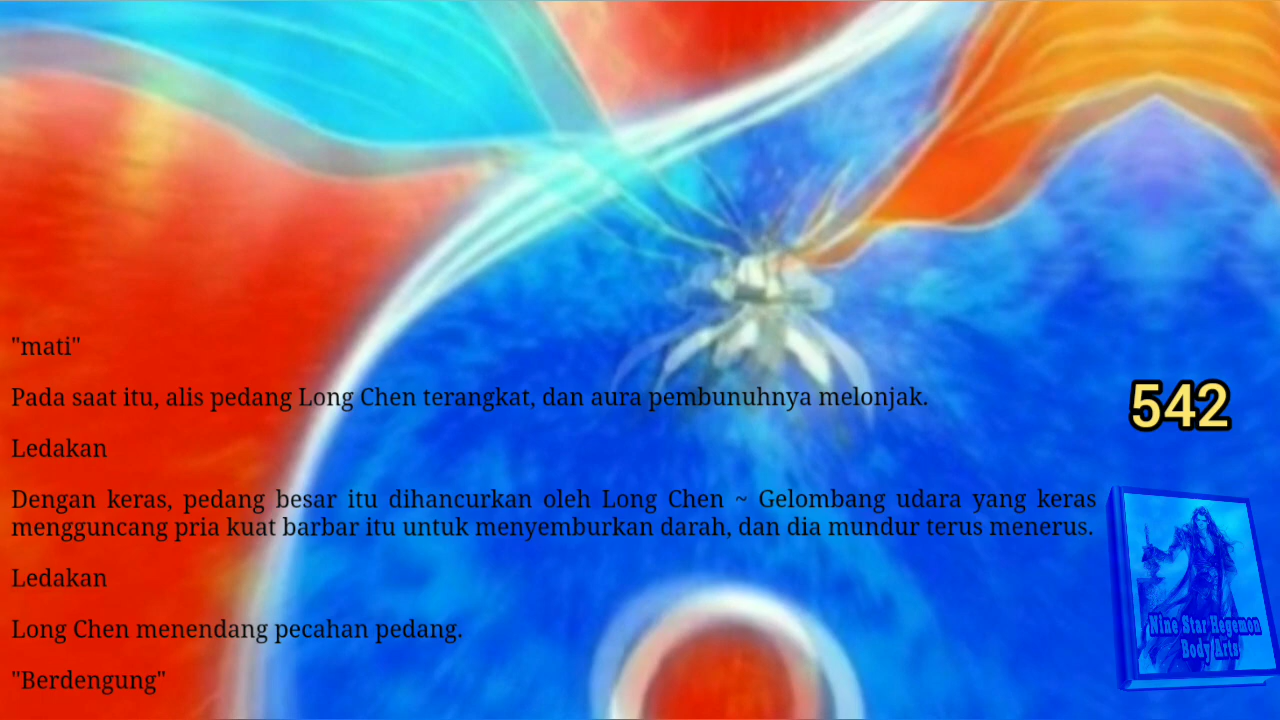 "mati"
Pada saat itu, alis pedang Long Chen terangkat, dan aura pembunuhnya melonjak.
542
Ledakan
Dengan keras, pedang besar itu dihancurkan oleh Long Chen ~ Gelombang udara yang keras
mengguncang pria kuat barbar itu untuk menyemburkan darah, dan dia mundur terus menerus.
Ledakan
Long Chen menendang pecahan pedang.
Nine Star Hegemon
Body Arts
"Berdengung"